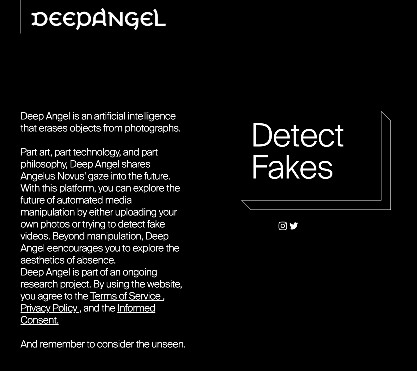 DEEPANGEL
Deep Angel is an artificial intelligence
that erases objects from photographs.
Part art, part technology, and part
philosophy, Deep Angel shares
Angelus Novus' gaze into the future.
With this platform, you can explore the
future of automated media
manipulation by either uploading your
own photos or trying to detect fake
videos. Beyond manipulation, Deep
Angel eencourages you to explore the
aesthetics of absence.
Deep Angel is part of an ongoing
research project. By using the website,
you agree to the Terms of Service ,
Privacy Policy , and the Informed
Consent.
And remember to consider the unseen.
Detect
Fakes